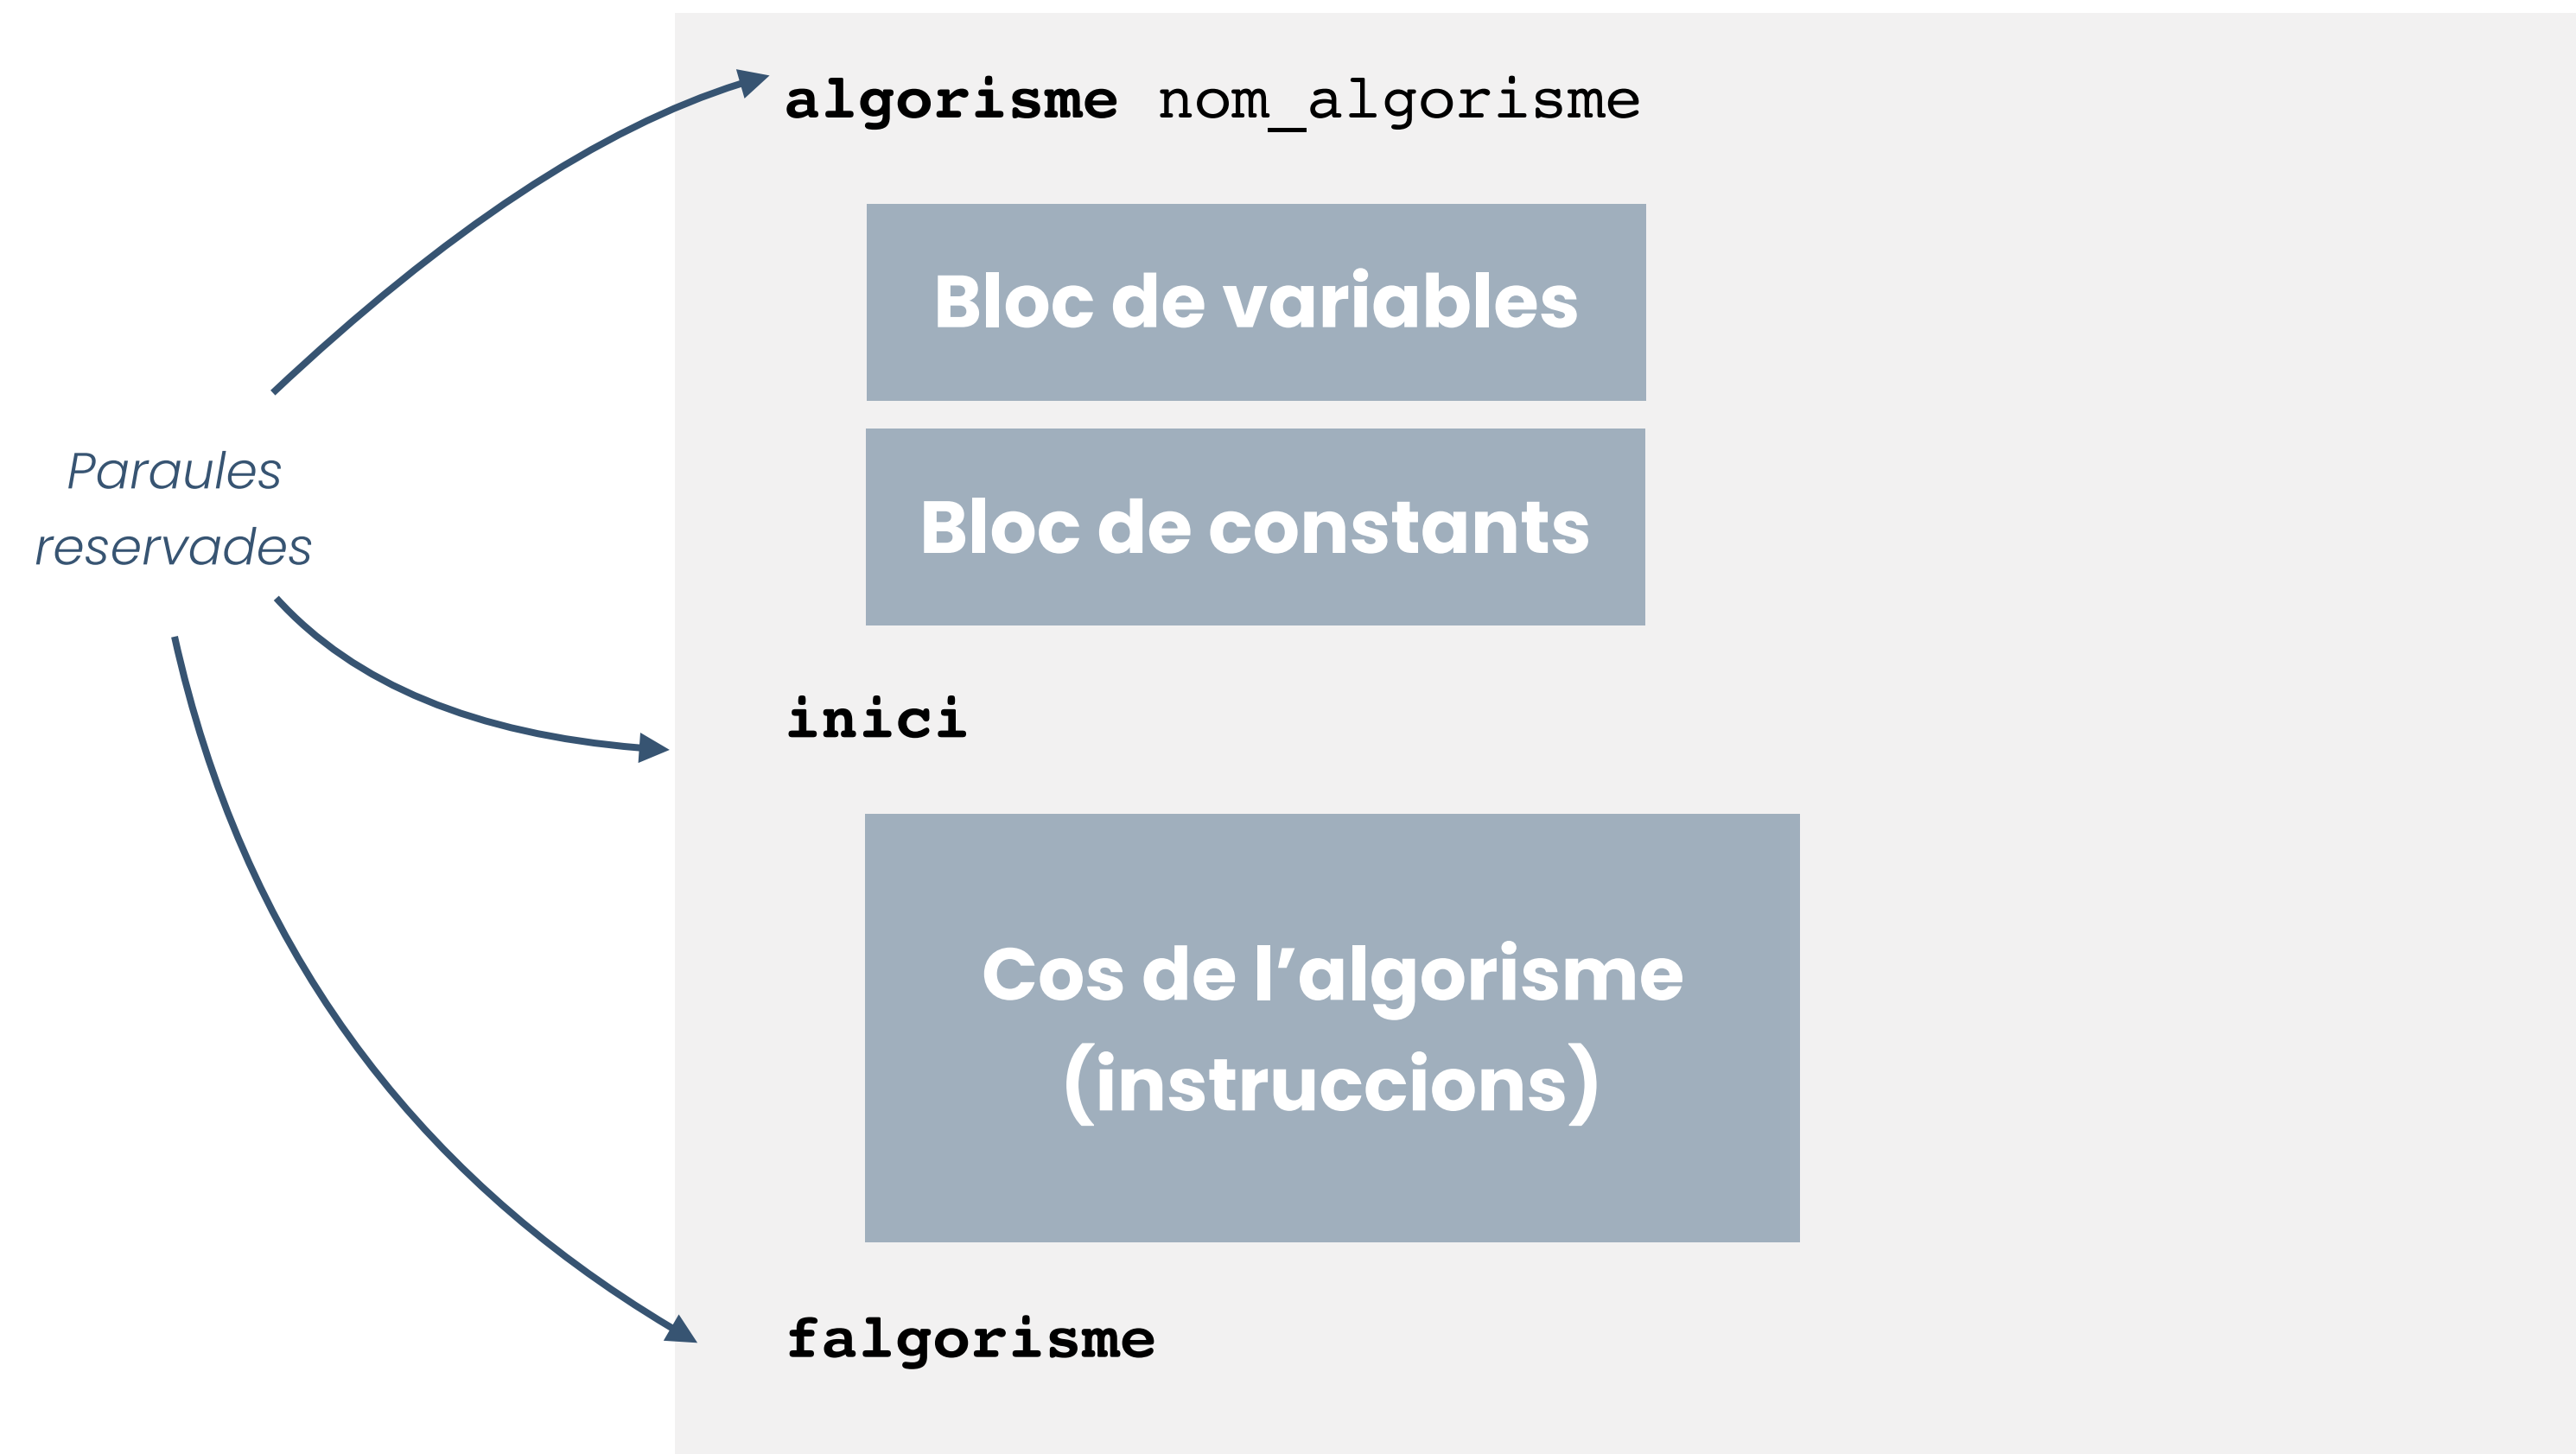 algorisme nom_algorisme
Bloc de variables
Paraules
reservades
Bloc de constants
inici
Cos de l’algorisme
(instruccions)
falgorisme